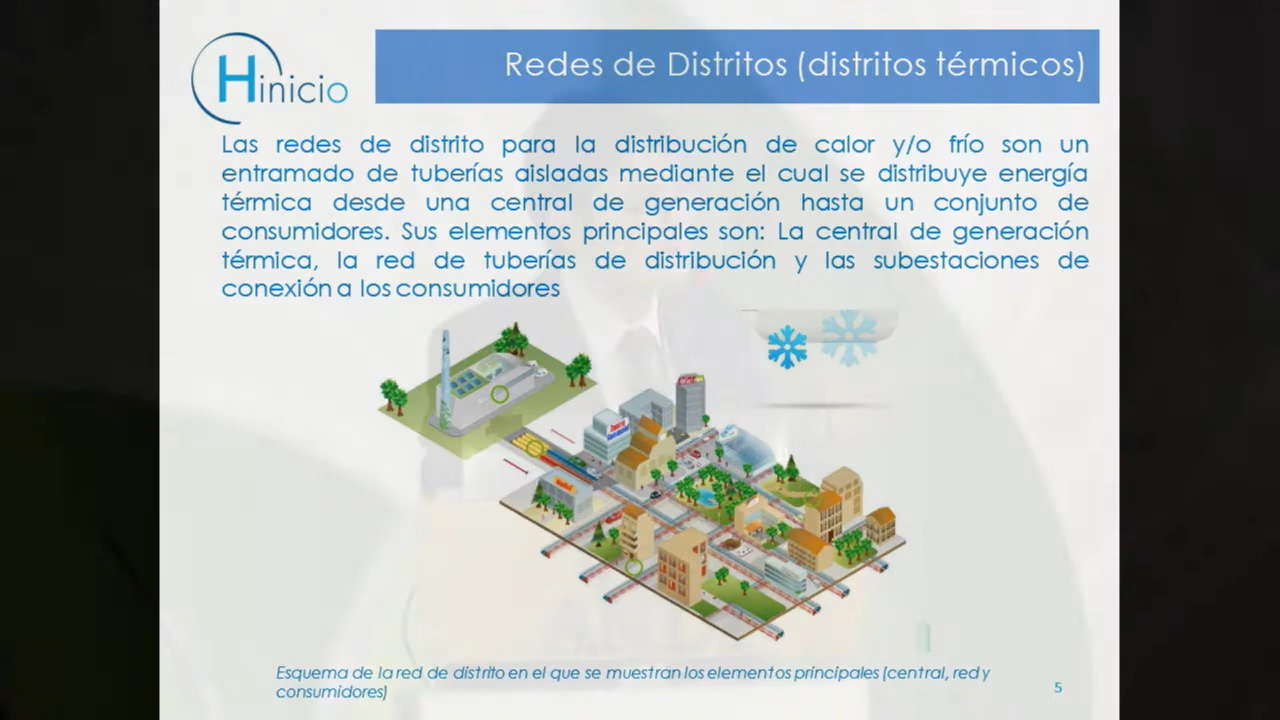 Hinicio
Redes de Distritos (distritos térmicos)
Las redes de distrito para la distribución de calor y/o frío son un
entramado de tuberías aisladas mediante el cual se distribuye energía
térmica desde una central de generación hasta un conjunto de
consumidores. Sus elementos principales son: La central de generación
térmica, la red de tuberías de distribución y las subestaciones de
conexión a los consumidores
Esquema de la red de distrito en el que se muestran los elementos principales (central, red y
consumidores)
5